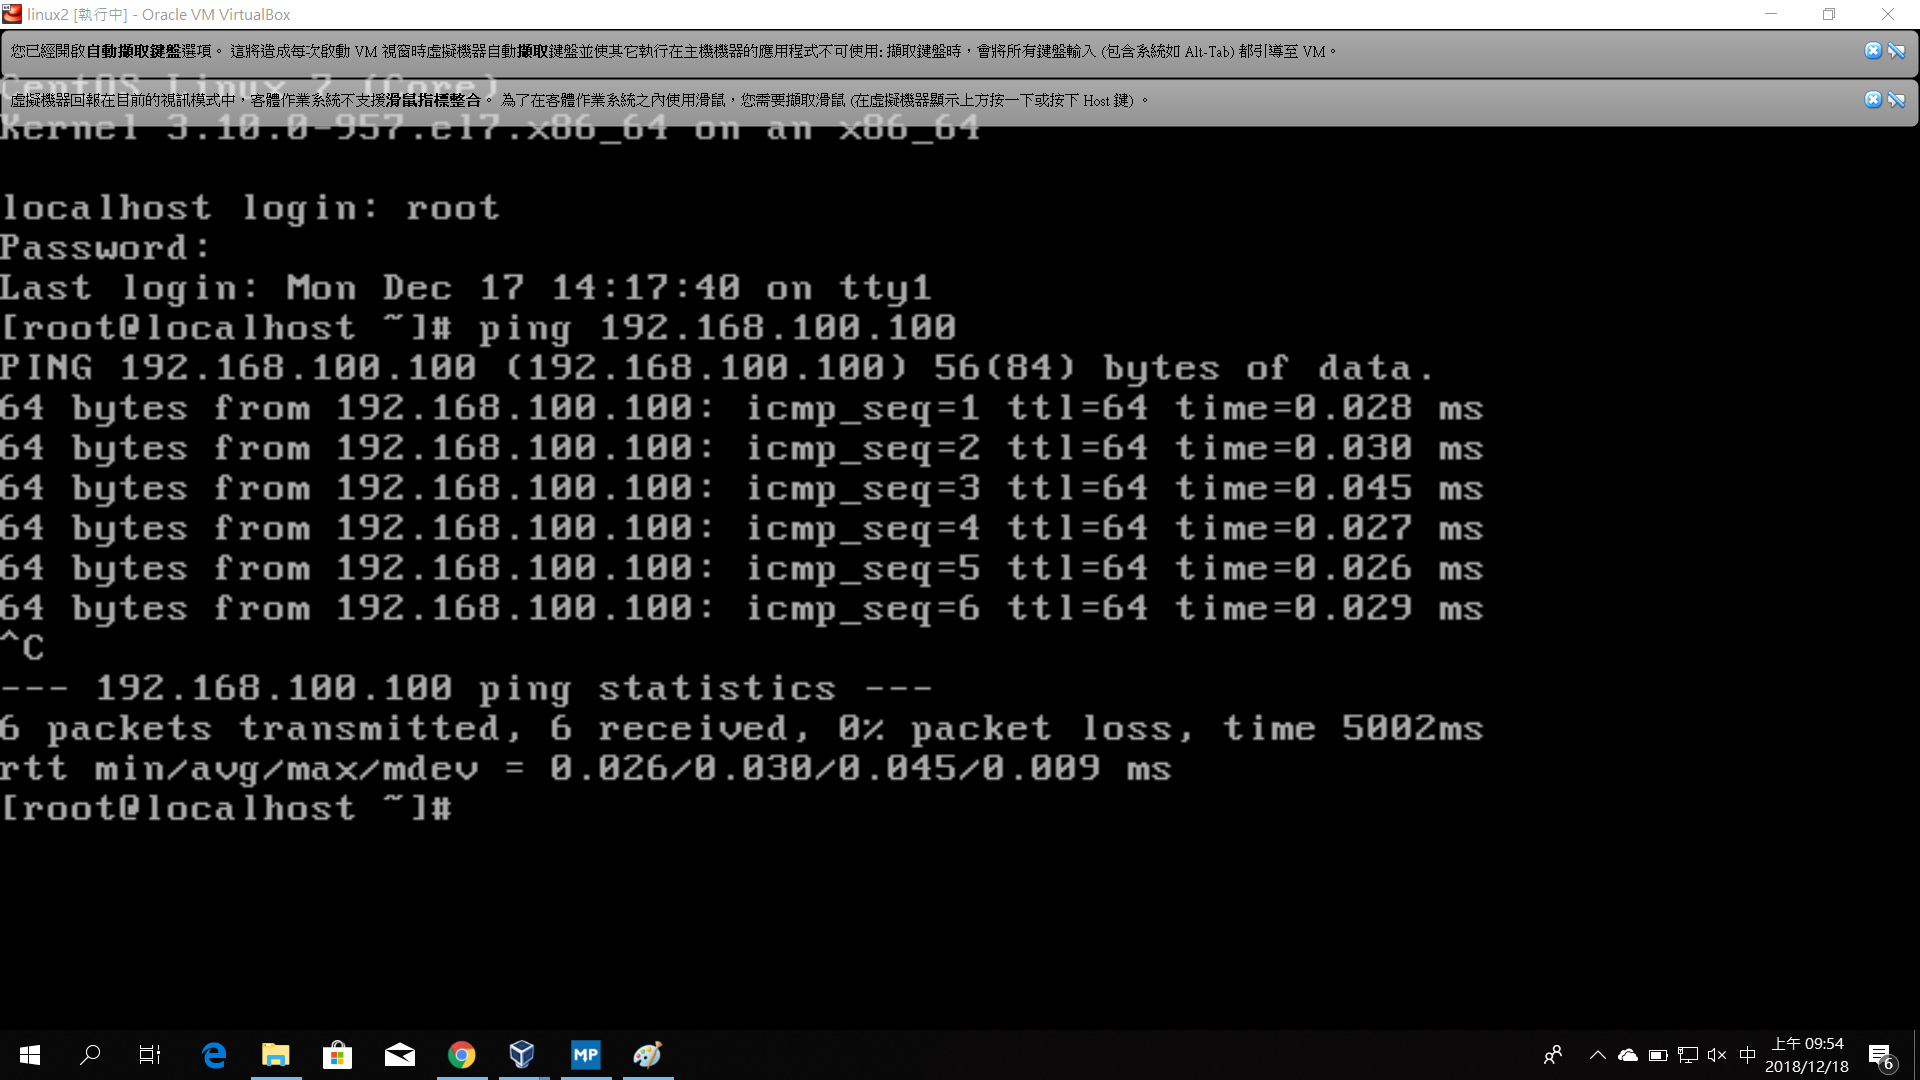 linux2 [執行中] - Oracle VM VirtualBox
您已經開啟自動擷取鍵盤選項。 這將造成每次啟動 VM 視窗時虛擬機器自動擷取鍵盤並使其它執行在主機機器的應用程式不可使用: 擷取鍵盤時，會將所有鍵盤輸入 (包含系統如 Alt-Tab) 都引導至 VM。
CentOS Linux 7 (Core)
虛擬機器回報在目前的視訊模式中，客體作業系統不支援滑鼠指標整合。 為了在客體作業系統之內使用滑鼠，您需要擷取滑鼠 (在虛擬機器顯示上方按一下或按下 Host 鍵) 。
Kernel 3.10.0-957.el7.x86_64 on an x86_64
localhost login: root
Password:
Last login: Mon Dec 17 14:17:40 on tty1
[root@localhost ~]# ping 192.168.100.100
PING 192.168.100.100 (192.168.100.100) 56(84) bytes of data.
64 bytes from 192.168.100.100: icmp_seq=1 ttl=64 time=0.028 ms
64 bytes from 192.168.100.100: icmp_seq=2 ttl=64 time=0.030 ms
64 bytes from 192.168.100.100: icmp_seq=3 ttl=64 time=0.045 ms
64 bytes from 192.168.100.100: icmp_seq=4 ttl=64 time=0.027 ms
64 bytes from 192.168.100.100: icmp_seq=5 ttl=64 time=0.026 ms
64 bytes from 192.168.100.100: icmp_seq=6 ttl=64 time=0.029 ms
^C
--- 192.168.100.100 ping statistics ---
6 packets transmitted, 6 received, 0% packet loss, time 5002ms
rtt min/avg/max/mdev = 0.026/0.030/0.045/0.009 ms
[root@localhost ~]#
MP
中
上午 09:54
2018/12/18
6